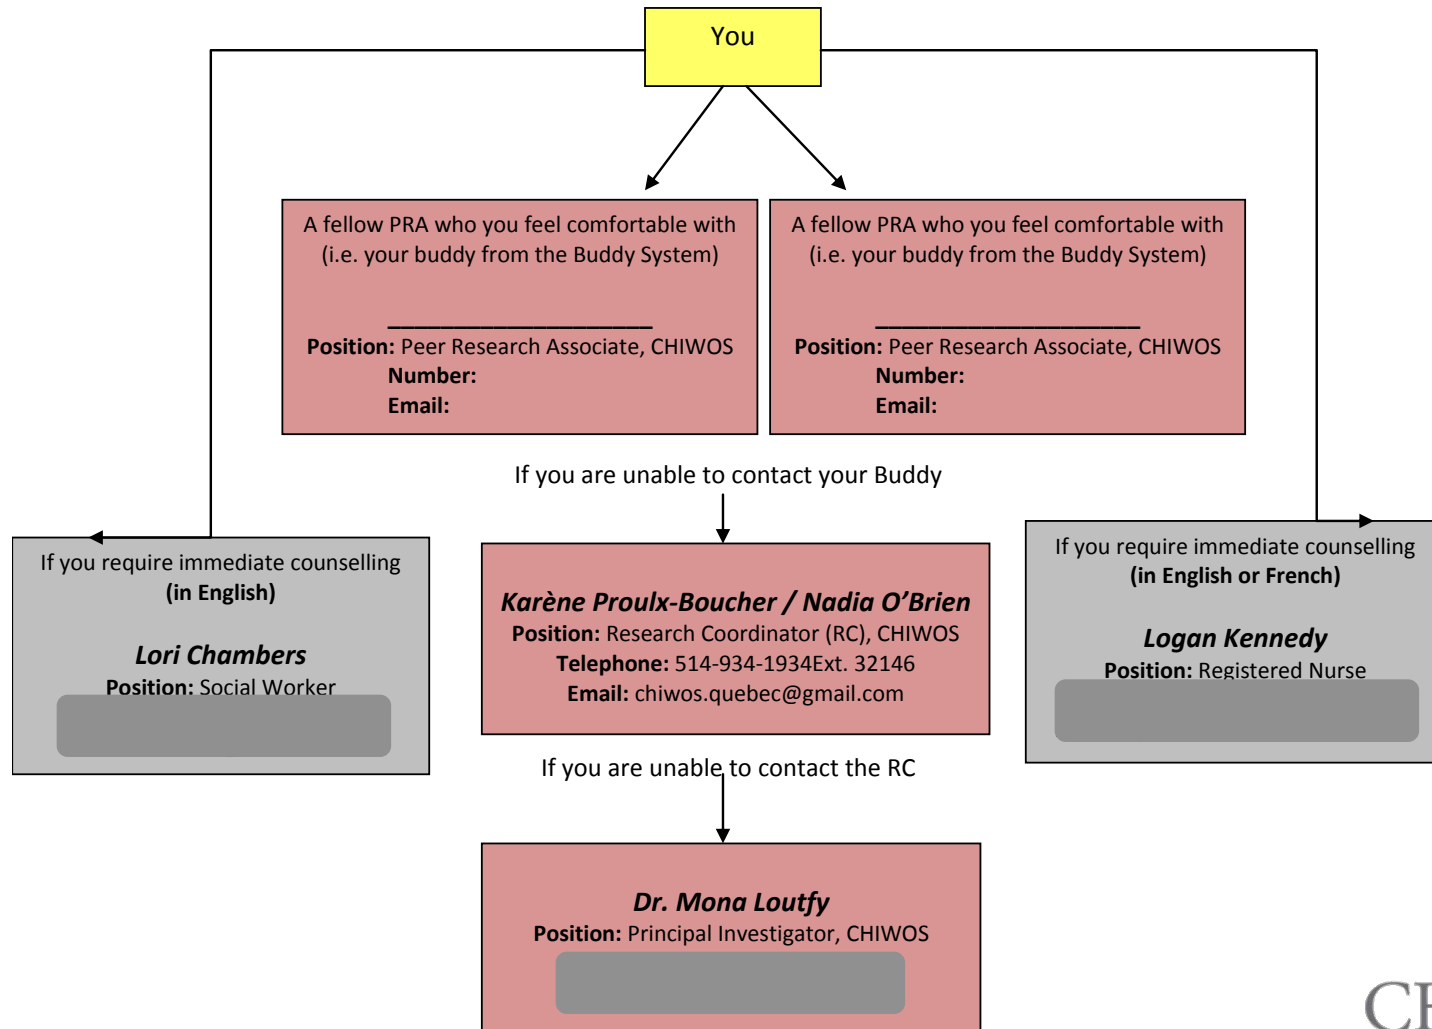 You
A fellow PRA who you feel comfortable with
(i.e. your buddy from the Buddy System)
____________________
Position: Peer Research Associate, CHIWOS
Number:
Email:
A fellow PRA who you feel comfortable with
(i.e. your buddy from the Buddy System)
____________________
Position: Peer Research Associate, CHIWOS
Number:
Email:
If you are unable to contact your Buddy
If you require immediate counselling
(in English)
Lori Chambers
Position: Social Worker
Karène Proulx-Boucher / Nadia O’Brien
Position: Research Coordinator (RC), CHIWOS
Telephone: 514-934-1934Ext. 32146
Email: chiwos.quebec@gmail.com
If you require immediate counselling
(in English or French)
Logan Kennedy
Position: Registered Nurse
If you are unable to contact the RC
Dr. Mona Loutfy
Position: Principal Investigator, CHIWOS